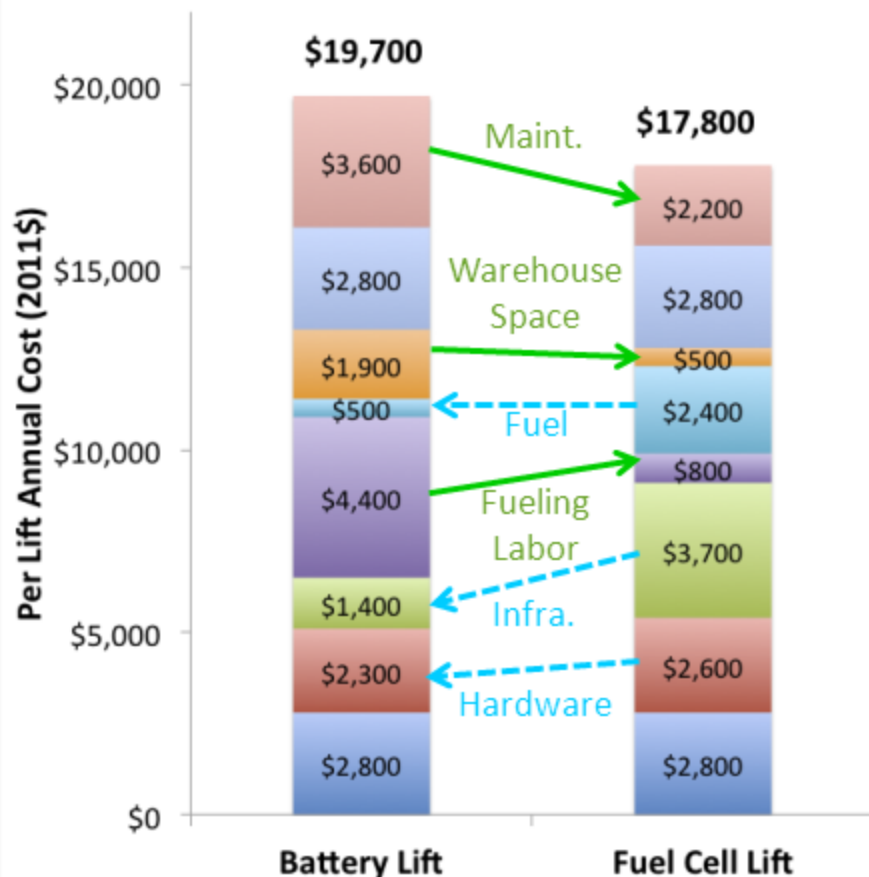 $19,700
$20,000
$17,800
Maint.
$3,600
$2,200
Per Lift Annual Cost (2011$)
$15,000
Warehouse
Space
$2,800
$2,800
$1,900
$500
$500
Fuel
$2,400
$10,000
$4,400
$800
Fueling
Labor
$3,700
$1,400
Infra.
$5,000
$2,300
$2,600
Hardware
$2,800
$2,800
$0
Battery Lift
Fuel Cell Lift